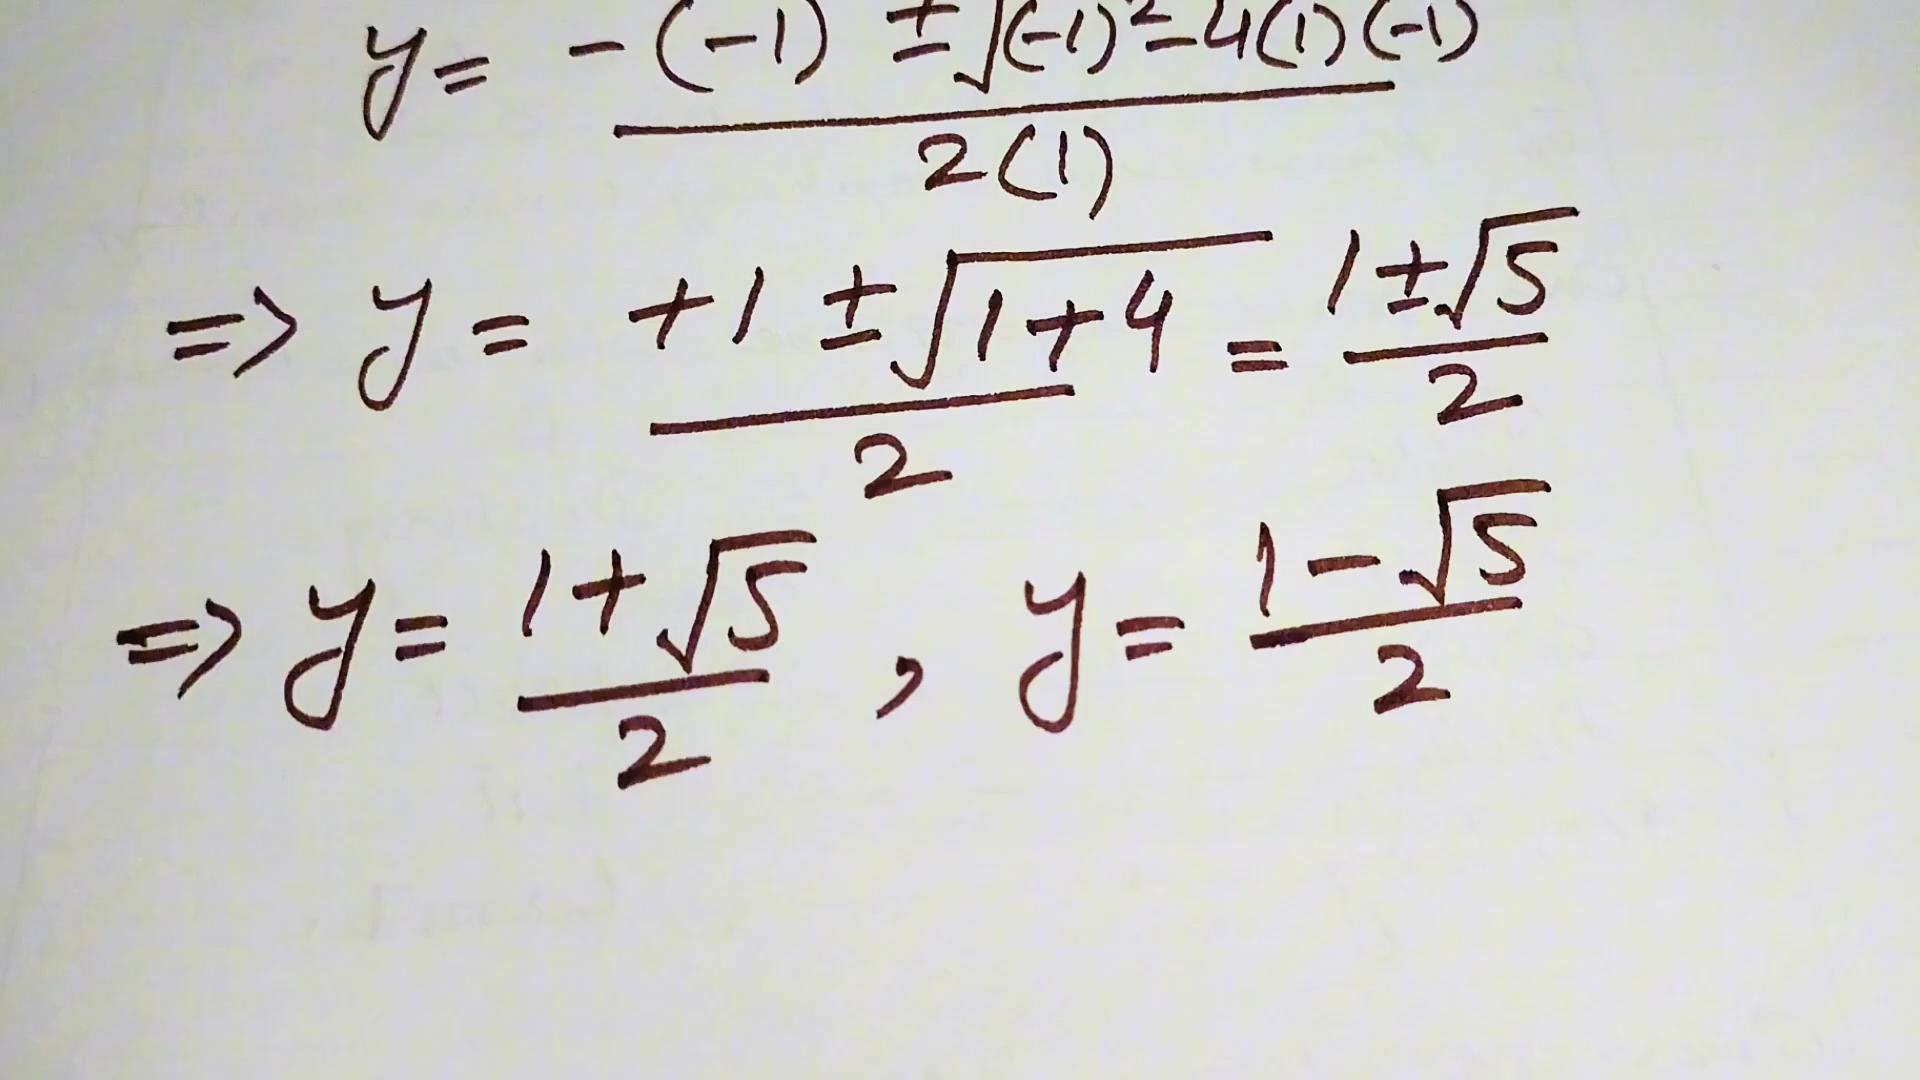 y = -(-1) ± √(-1)² - 4(1)(-1) / 2(1)
⇒ y = +1 ± √1+4 / 2 = 1 ± √5 / 2
⇒ y = 1 + √5 / 2 , y = 1 - √5 / 2